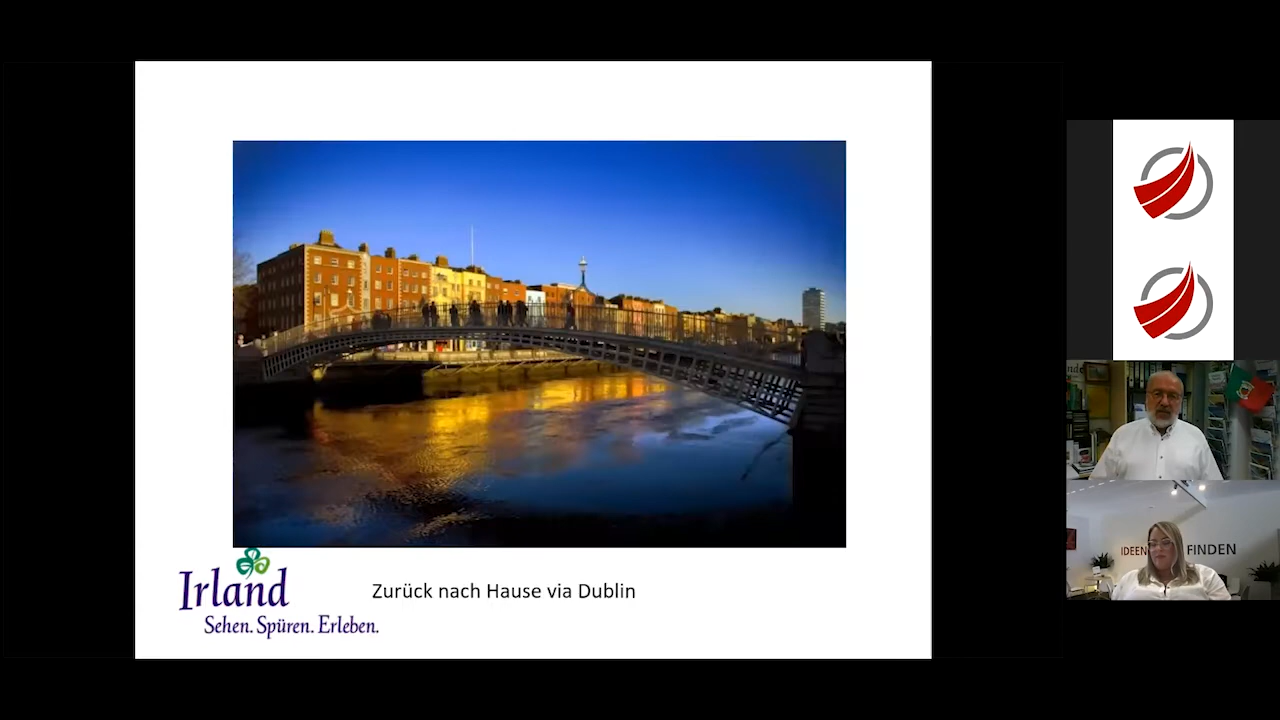 Irland
Sehen. Spüren. Erleben.
Zurück nach Hause via Dublin
IDEEN FINDEN